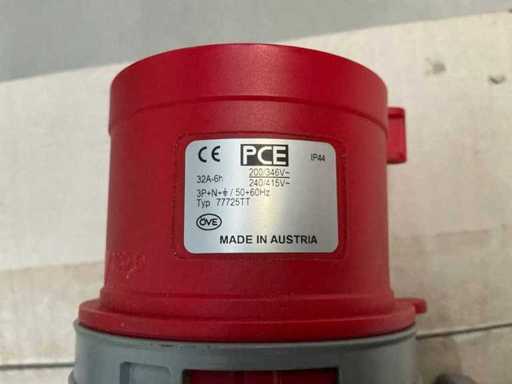 CE PCE IP44
32A-6h 200/346V~
240/415V~
3P+N+⏚ / 50+60Hz
Typ 77725TT
ÖVE
MADE IN AUSTRIA